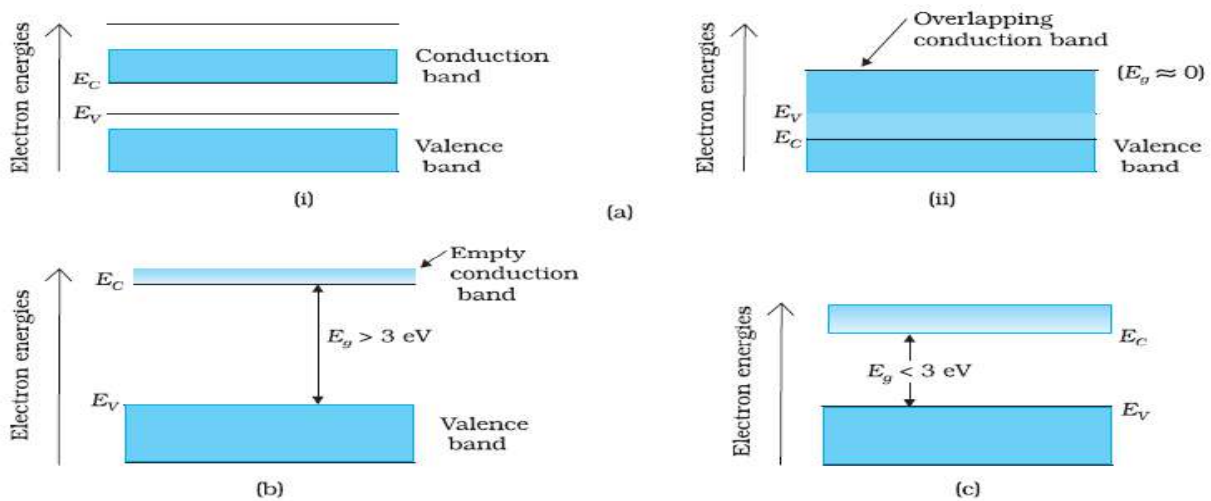 Electron energies
Conduction
band
E_C
E_V
Valence
band
(i)
Electron energies
Overlapping
conduction band
(E_g ≈ 0)
E_V
E_C
Valence
band
(ii)
(a)
Electron energies
Empty
conduction
band
E_C
E_g > 3 eV
E_V
Valence
band
(b)
Electron energies
E_C
E_g < 3 eV
E_V
(c)